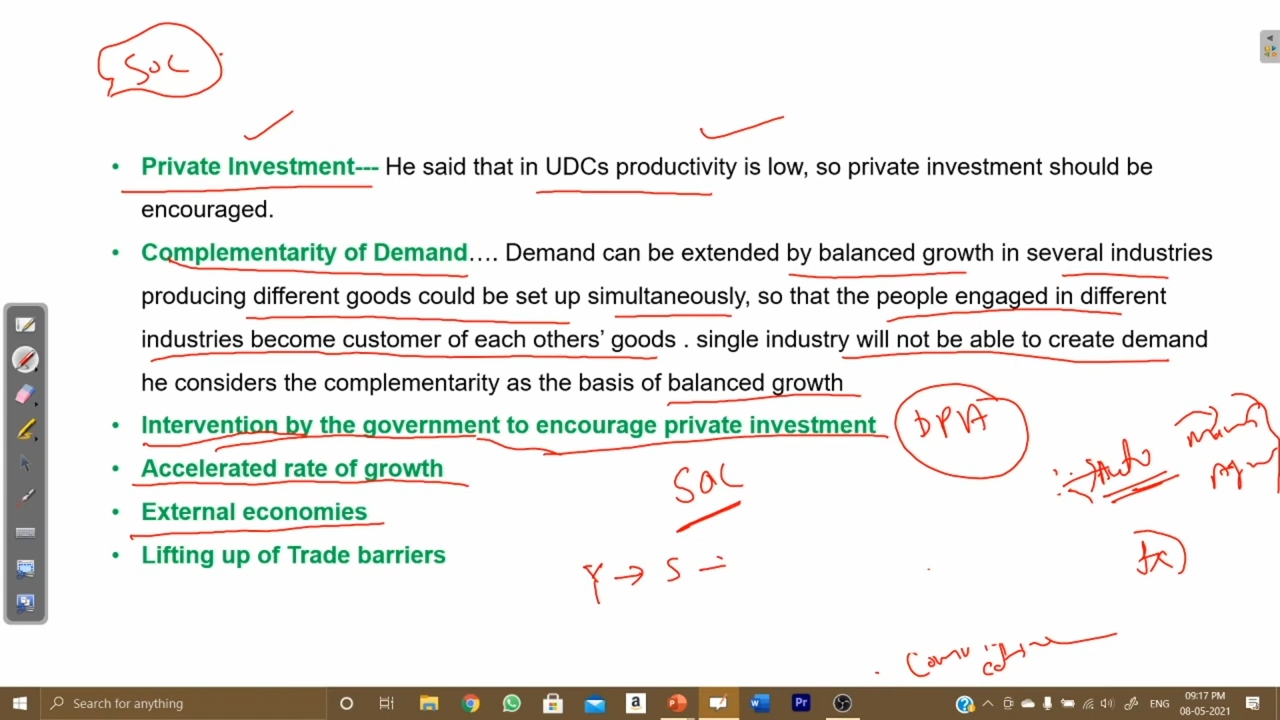 SOC
• Private Investment--- He said that in UDCs productivity is low, so private investment should be
encouraged.
• Complementarity of Demand…. Demand can be extended by balanced growth in several industries
producing different goods could be set up simultaneously, so that the people engaged in different
industries become customer of each others’ goods . single industry will not be able to create demand
he considers the complementarity as the basis of balanced growth
• Intervention by the government to encourage private investment
• Accelerated rate of growth
• External economies
• Lifting up of Trade barriers
SOC
Y → S -
Search for anything
ENG
09:17 PM
08-05-2021